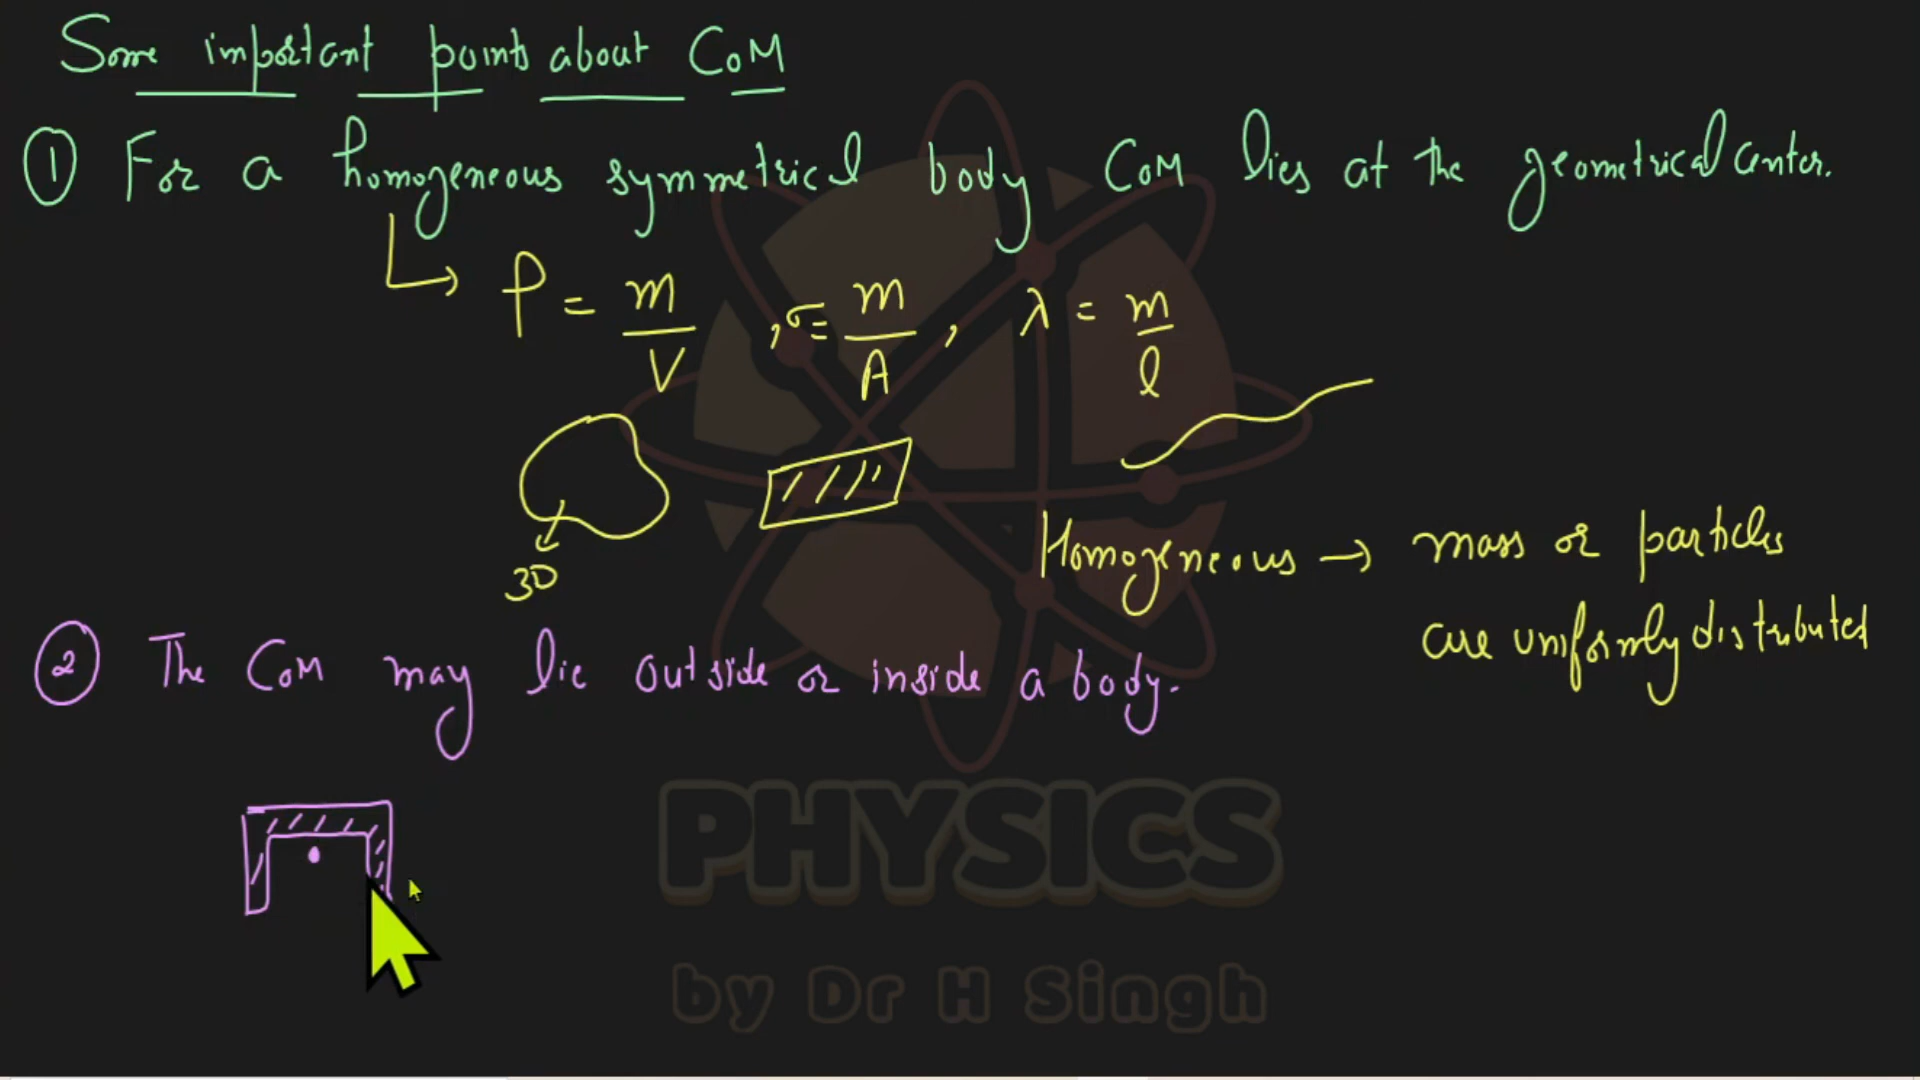 Some important points about CoM
① For a homogeneous symmetrical body CoM lies at the geometrical center.
ρ = m/V , σ = m/A , λ = m/l
3D
Homogeneous → mass or particles
are uniformly distributed
② The CoM may lie outside or inside a body.
PHYSICS
by Dr H Singh